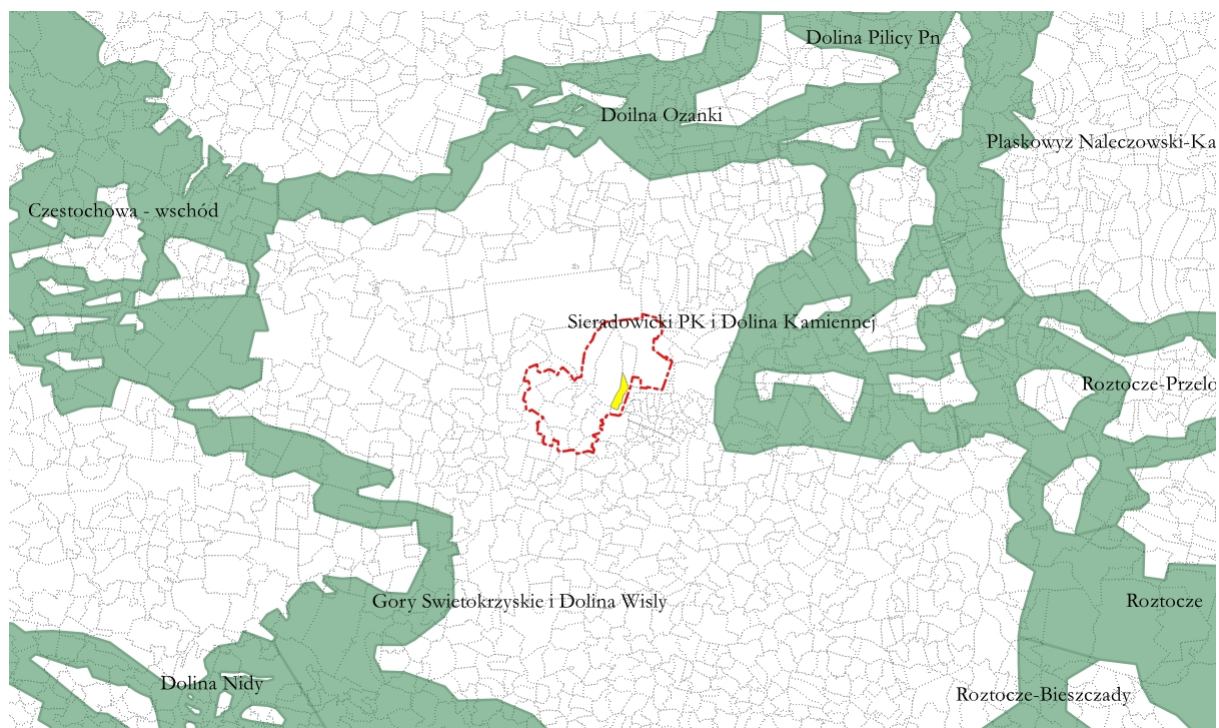 Dolina Pilicy Pn
Doilna Ozanki
Plaskowyz Naleczowski-Ka
Czestochowa - wschód
Sieradowicki PK i Dolina Kamiennej
Roztocze-Przelo
Gory Swietokrzyskie i Dolina Wisly
Roztocze
Dolina Nidy
Roztocze-Bieszczady